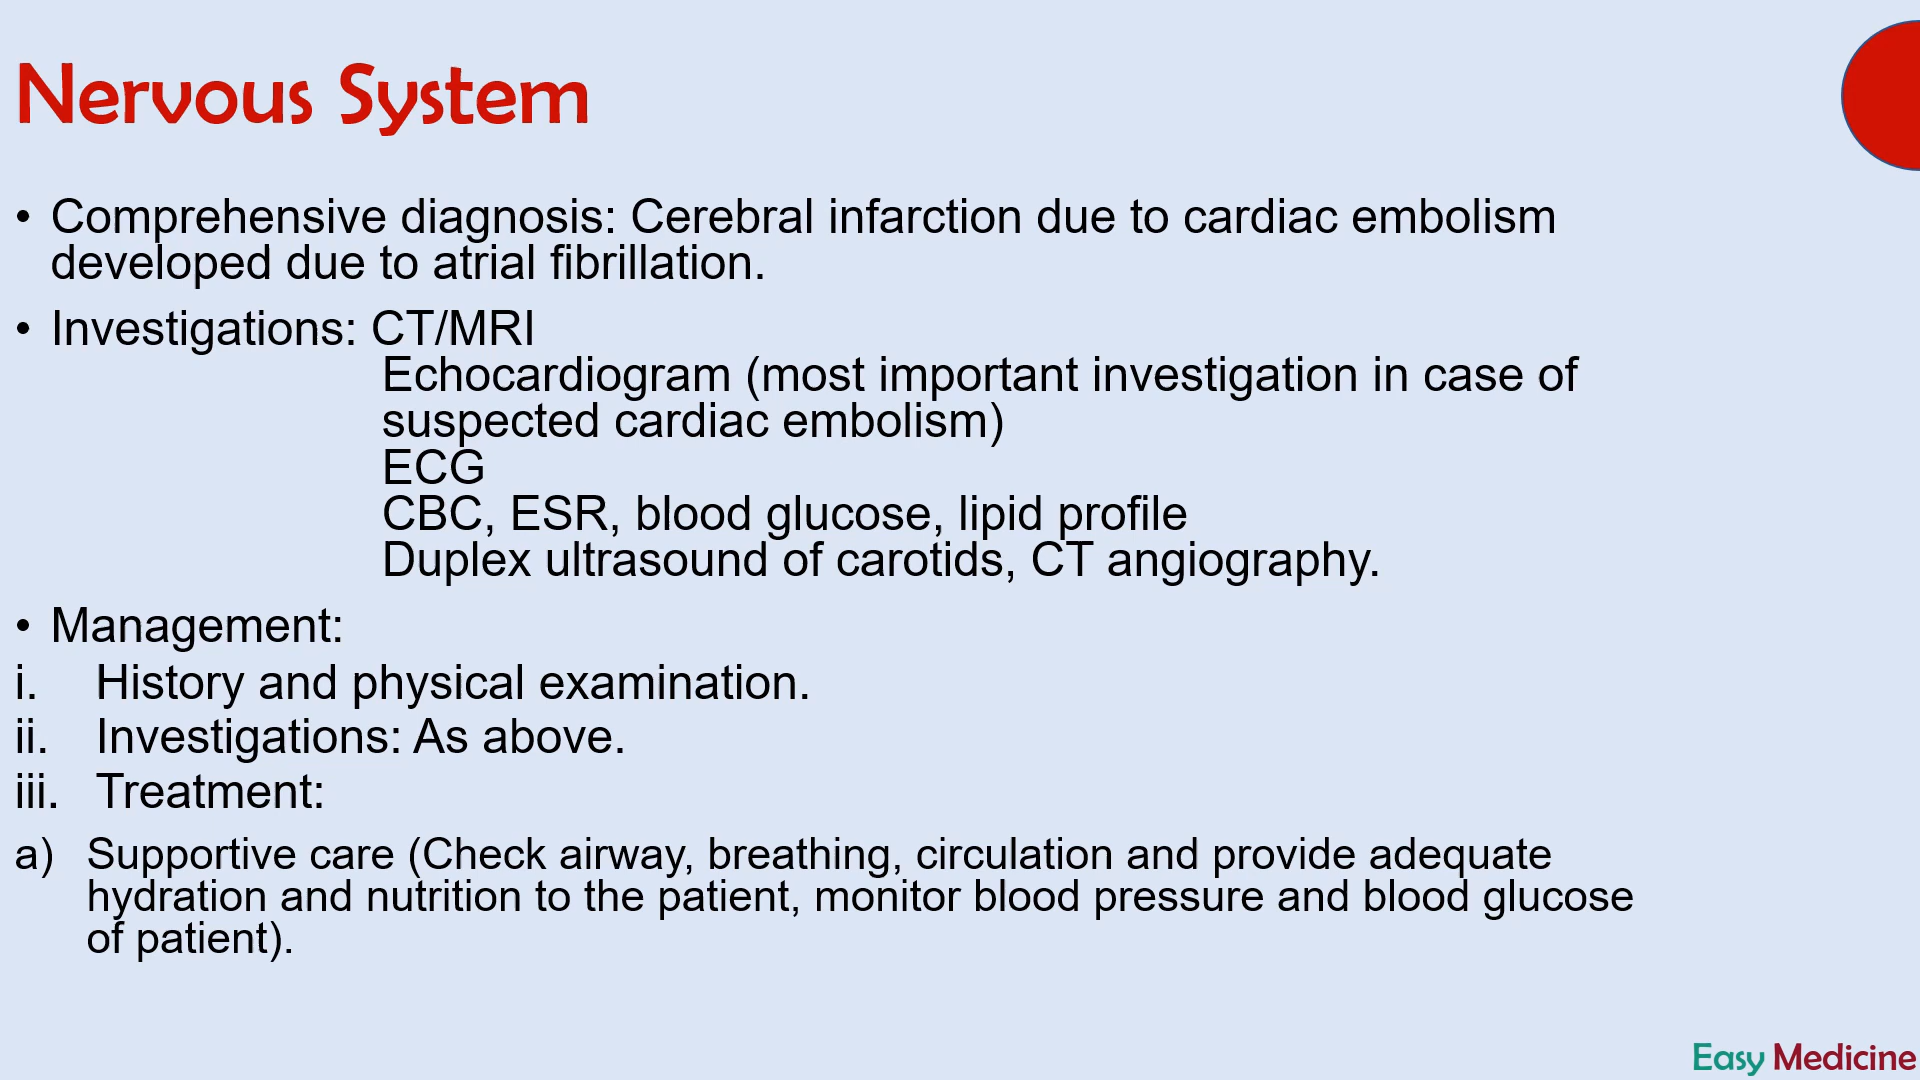 Nervous System
• Comprehensive diagnosis: Cerebral infarction due to cardiac embolism
developed due to atrial fibrillation.
• Investigations: CT/MRI
Echocardiogram (most important investigation in case of
suspected cardiac embolism)
ECG
CBC, ESR, blood glucose, lipid profile
Duplex ultrasound of carotids, CT angiography.
• Management:
i. History and physical examination.
ii. Investigations: As above.
iii. Treatment:
a) Supportive care (Check airway, breathing, circulation and provide adequate
hydration and nutrition to the patient, monitor blood pressure and blood glucose
of patient).
Easy Medicine